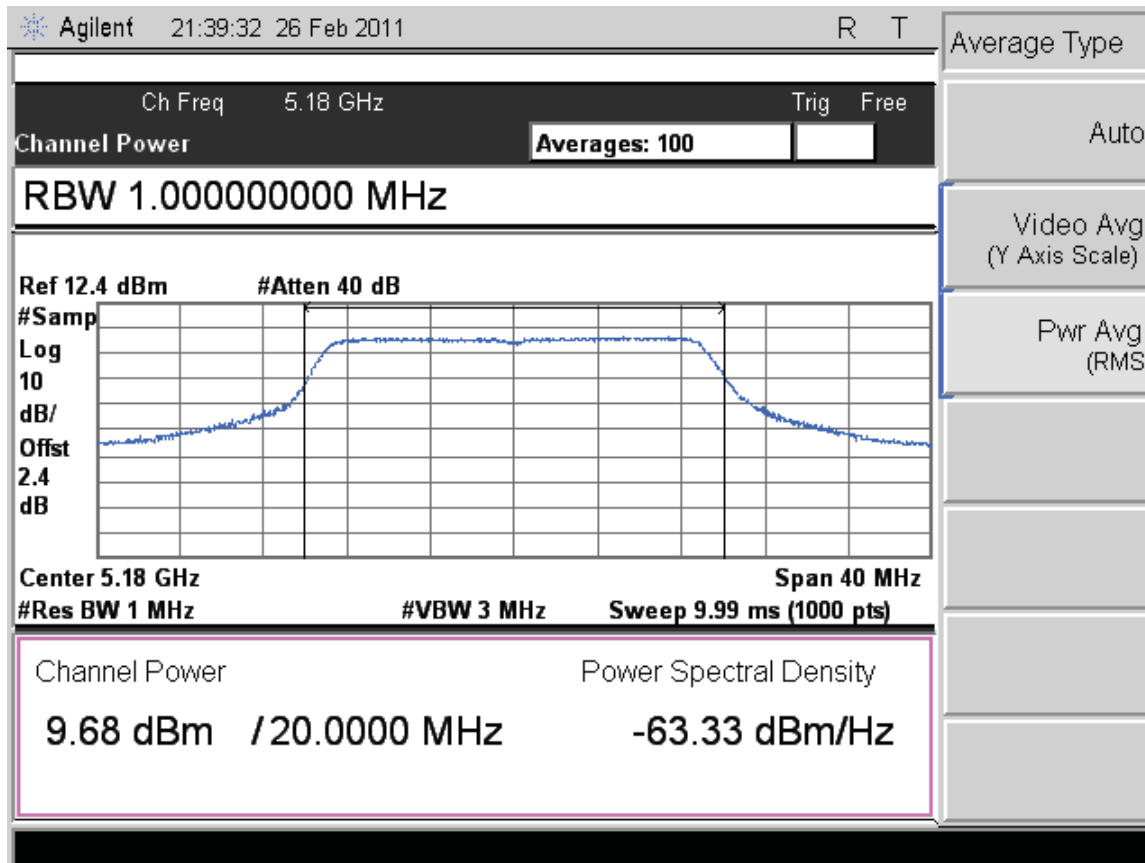 Agilent 21:39:32 26 Feb 2011 R T
Average Type
Ch Freq 5.18 GHz Trig Free
Channel Power Averages: 100
Auto
RBW 1.000000000 MHz
Video Avg
(Y Axis Scale)
Ref 12.4 dBm #Atten 40 dB
#Samp
Log
10
dB/
Offst
2.4
dB
Pwr Avg
(RMS
Center 5.18 GHz Span 40 MHz
#Res BW 1 MHz #VBW 3 MHz Sweep 9.99 ms (1000 pts)
Channel Power Power Spectral Density
9.68 dBm / 20.0000 MHz -63.33 dBm/Hz